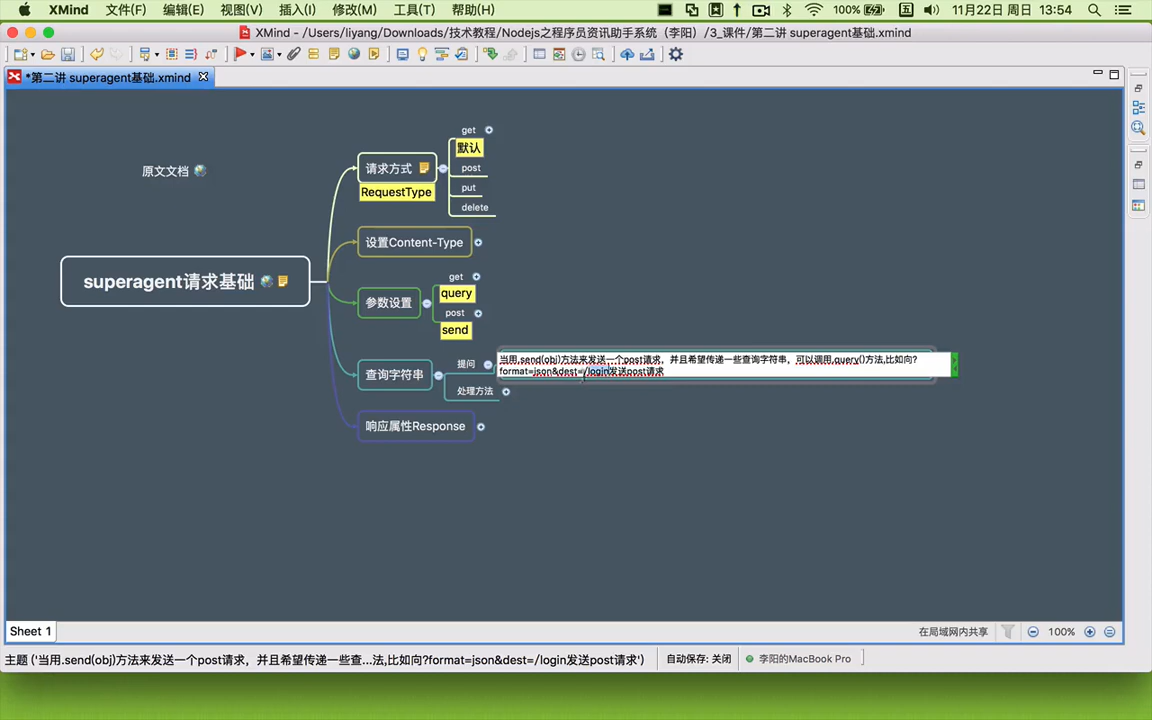 XMind 文件(F) 编辑(E) 视图(V) 插入(I) 修改(M) 工具(T) 帮助(H) 100% 五 11月22日 周日 13:54
XMind - /Users/liyang/Downloads/技术教程/Nodejs之程序员资讯助手系统（李阳）/3_课件/第二讲 superagent基础.xmind
*第二讲 superagent基础.xmind
原文文档
superagent请求基础
请求方式
RequestType
get
默认
post
put
delete
设置Content-Type
参数设置
get
query
post
send
查询字符串
提问
当用.send(obj)方法来发送一个post请求，并且希望传递一些查询字符串，可以调用.query()方法,比如向?
format=json&dest=/login发送post请求
处理方法
响应属性Response
Sheet 1
在局域网内共享 100%
主题 ('当用.send(obj)方法来发送一个post请求，并且希望传递一些查...法,比如向?format=json&dest=/login发送post请求') 自动保存: 关闭 李阳的MacBook Pro